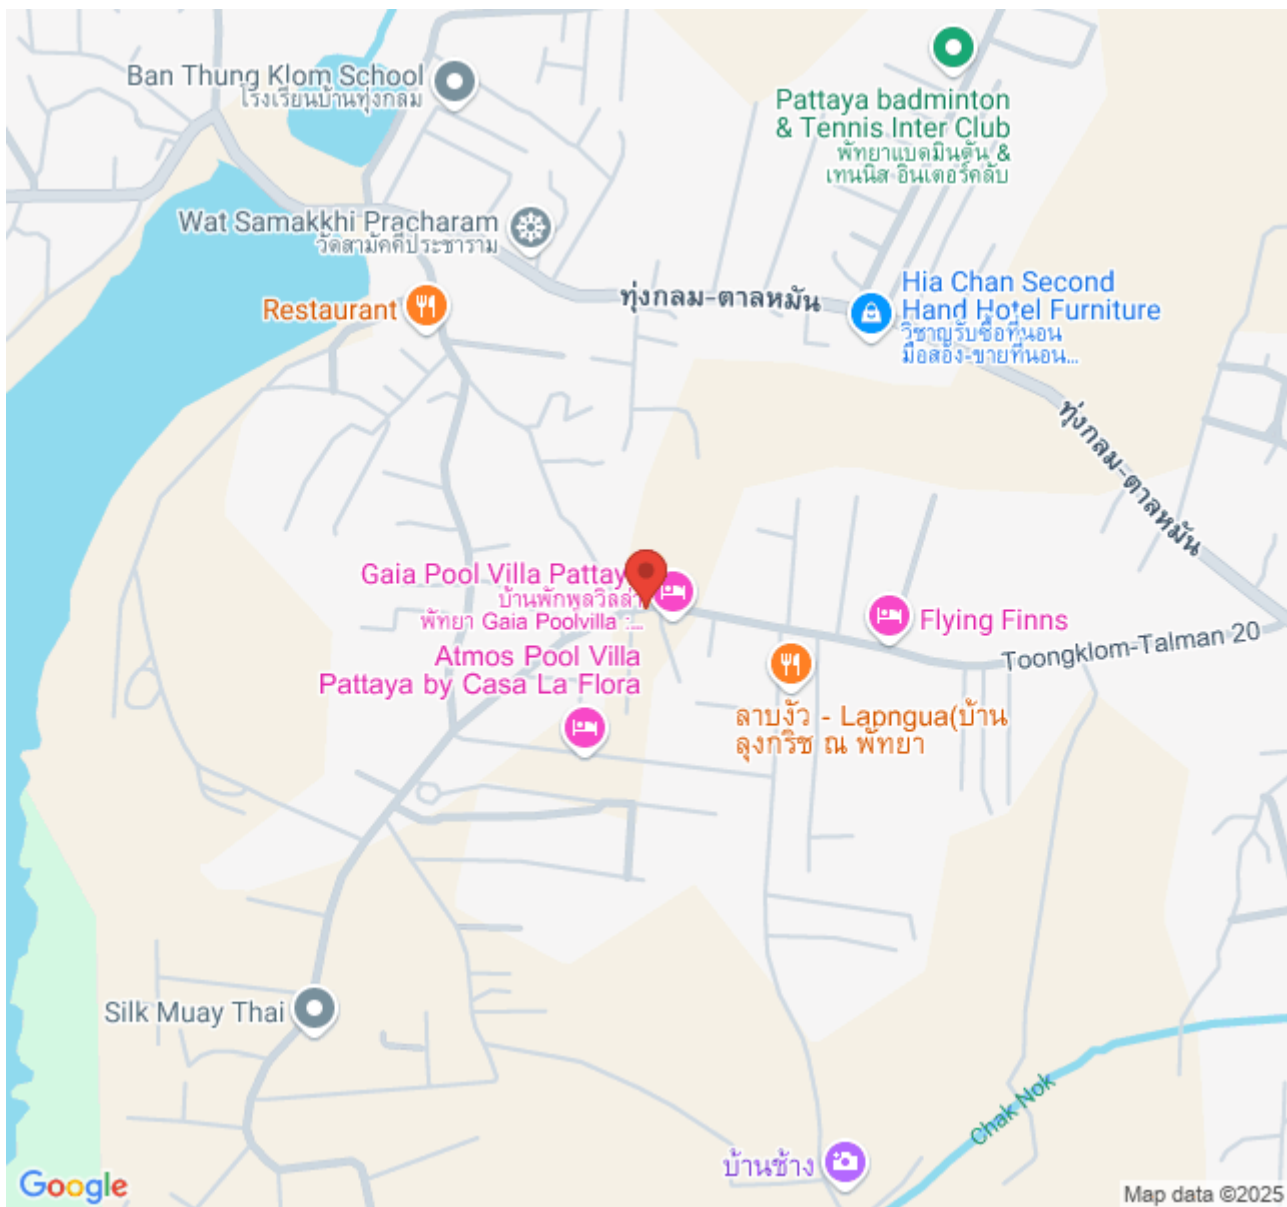 Ban Thung Klom School
โรงเรียนบ้านทุ่งกลม
Pattaya badminton
& Tennis Inter Club
พัทยาแบดมินตัน &
เทนนิส อินเตอร์คลับ
Wat Samakkhi Pracharam
วัดสามัคคีประชาราม
Restaurant
ทุ่งกลม-ตาลหมัน
Hia Chan Second
Hand Hotel Furniture
วิชาญรับซื้อที่นอน
มือสอง-ขายที่นอน...
ทุ่งกลม-ตาลหมัน
Gaia Pool Villa Pattay
บ้านพักพูลวิลล่า
พัทยา Gaia Poolvilla :...
Atmos Pool Villa
Pattaya by Casa La Flora
Flying Finns
Toongklom-Talman 20
ลาบงัว - Lapngua(บ้าน
ลุงกริช ณ พัทยา
Silk Muay Thai
Chak Nok
บ้านช้าง
Google
Map data ©2025